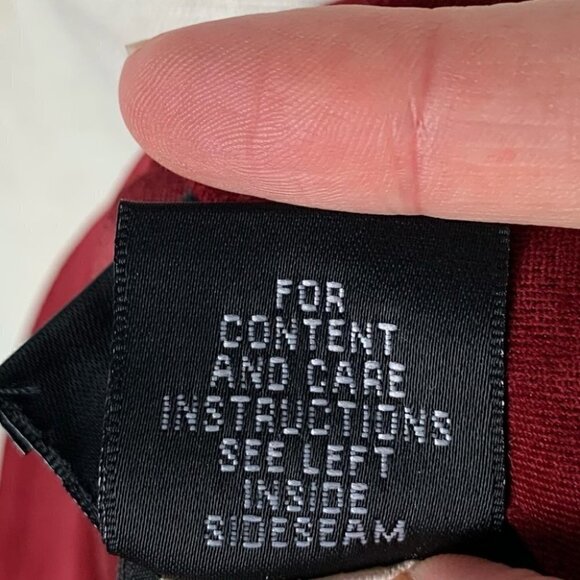 FOR
CONTENT
AND CARE
INSTRUCTIONS
SEE LEFT
INSIDE
SIDESEAM